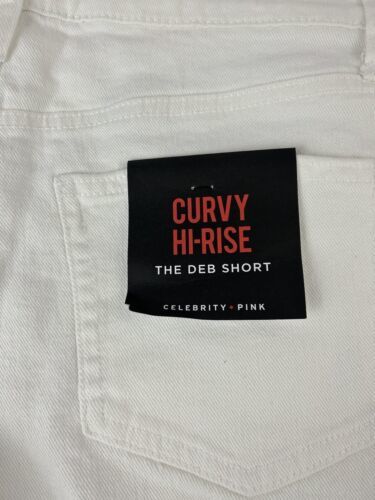 CURVY
HI-RISE
THE DEB SHORT
CELEBRITY + PINK